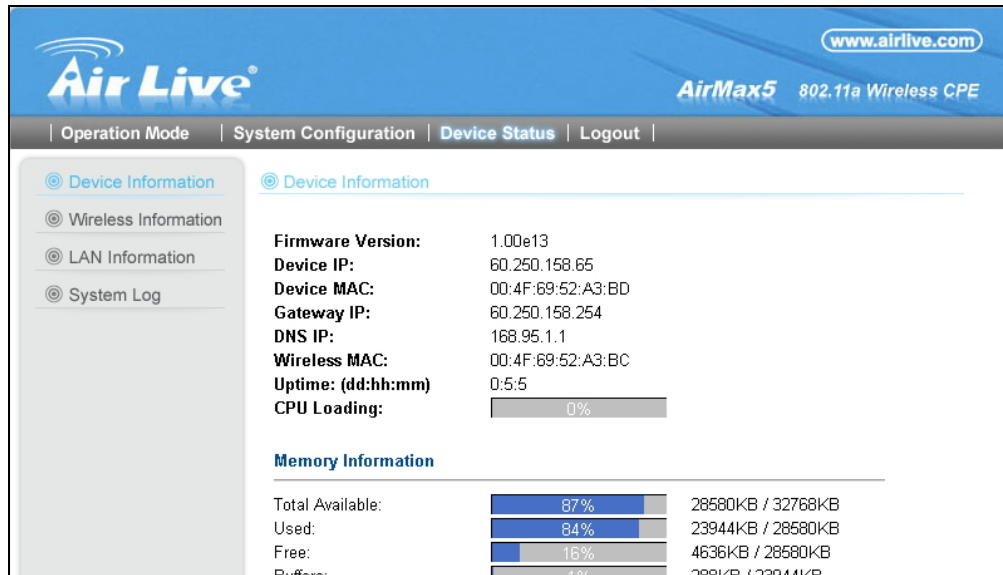 www.airlive.com
Air Live®
AirMax5 802.11a Wireless CPE
| Operation Mode | System Configuration | Device Status | Logout |
Device Information
Wireless Information
LAN Information
System Log
Device Information
Firmware Version: 1.00e13
Device IP: 60.250.158.65
Device MAC: 00:4F:69:52:A3:BD
Gateway IP: 60.250.158.254
DNS IP: 168.95.1.1
Wireless MAC: 00:4F:69:52:A3:BC
Uptime: (dd:hh:mm) 0:5:5
CPU Loading: 0%
Memory Information
Total Available: 87% 28580KB / 32768KB
Used: 84% 23944KB / 28580KB
Free: 16% 4636KB / 28580KB
Buffers: 1% 288KB / 23944KB